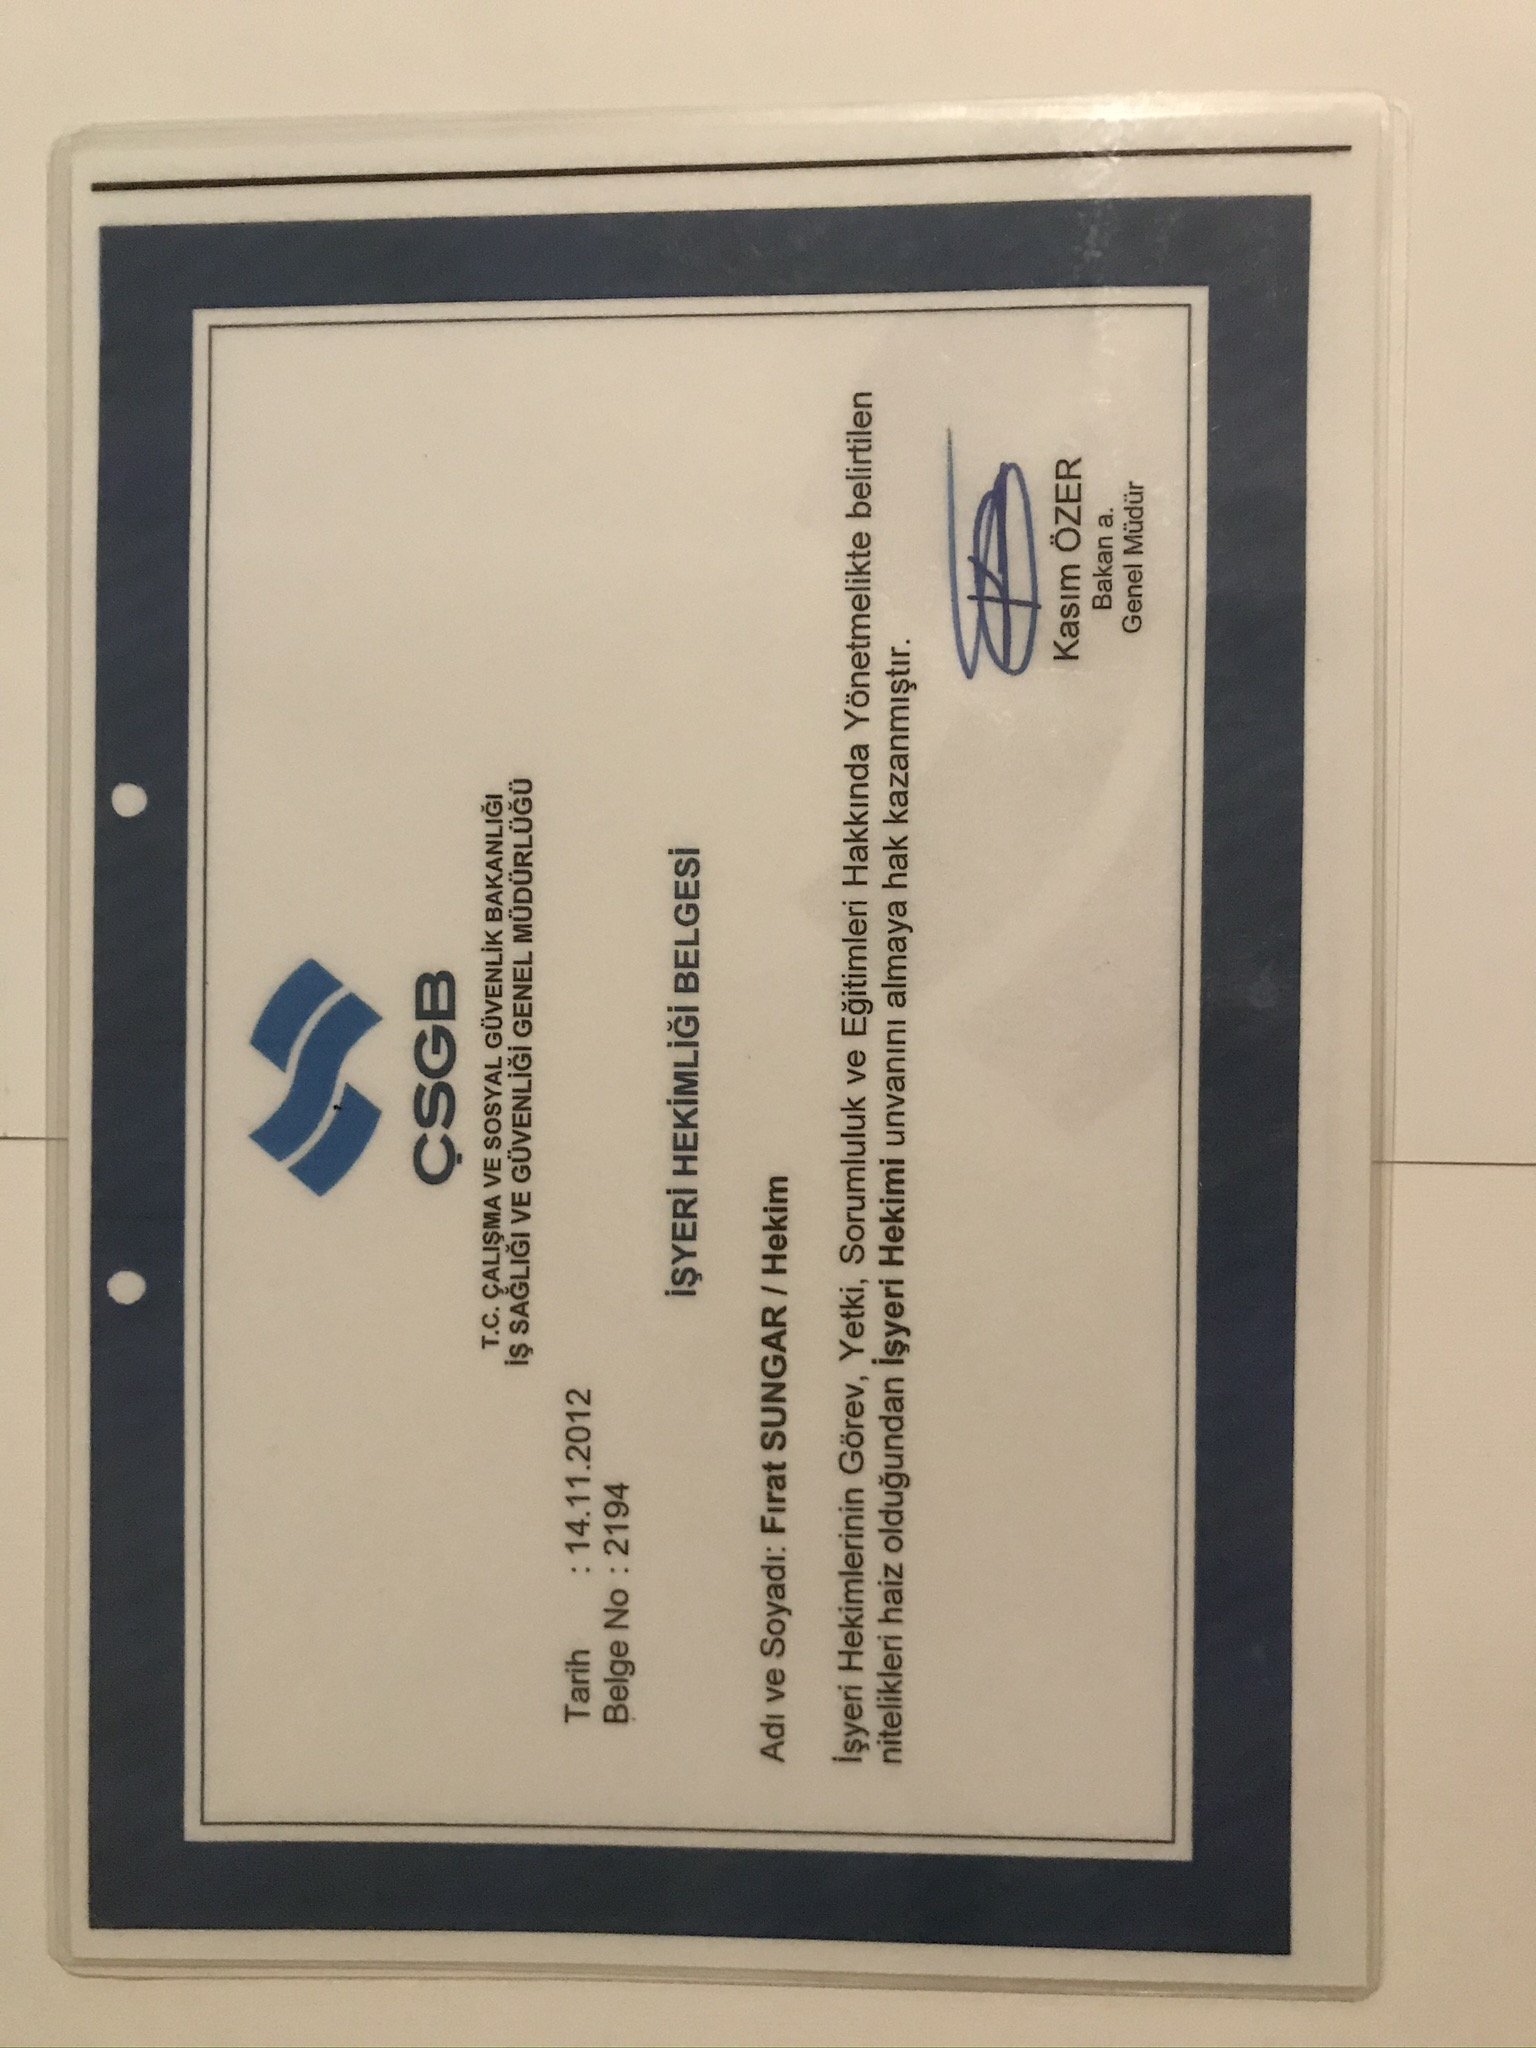 ÇSGB
T.C. ÇALIŞMA VE SOSYAL GÜVENLİK BAKANLIĞI
İŞ SAĞLIĞI VE GÜVENLİĞİ GENEL MÜDÜRLÜĞÜ
Tarih : 14.11.2012
Belge No : 2194
İŞYERİ HEKİMLİĞİ BELGESİ
Adı ve Soyadı: Fırat SUNGAR / Hekim
İşyeri Hekimlerinin Görev, Yetki, Sorumluluk ve Eğitimleri Hakkında Yönetmelikte belirtilen
nitelikleri haiz olduğundan İşyeri Hekimi unvanını almaya hak kazanmıştır.
Kasım ÖZER
Bakan a.
Genel Müdür